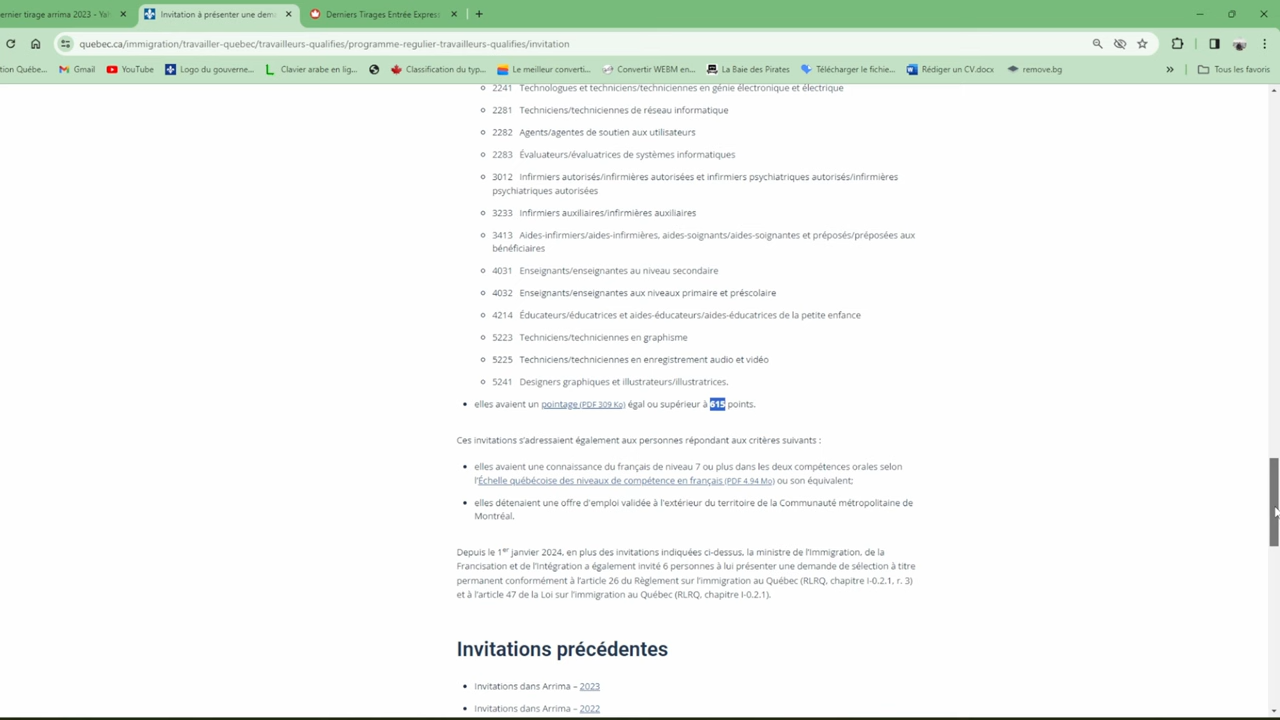 ernier tirage arrima 2023 - Yah
Invitation à présenter une dem
Derniers Tirages Entrée Express
quebec.ca/immigration/travailler-quebec/travailleurs-qualifies/programme-regulier-travailleurs-qualifies/invitation
tion Québe...
Gmail
YouTube
Logo du gouverne...
Clavier arabe en lig...
Classification du typ...
Le meilleur converti...
Convertir WEBM en...
La Baie des Pirates
Télécharger le fichie...
Rédiger un CV.docx
remove.bg
»
Tous les favoris
2241 Technologues et techniciens/techniciennes en génie électronique et électrique
2281 Techniciens/techniciennes de réseau informatique
2282 Agents/agentes de soutien aux utilisateurs
2283 Évaluateurs/évaluatrices de systèmes informatiques
3012 Infirmiers autorisés/infirmières autorisées et infirmiers psychiatriques autorisés/infirmières
psychiatriques autorisées
3233 Infirmiers auxiliaires/infirmières auxiliaires
3413 Aides-infirmiers/aides-infirmières, aides-soignants/aides-soignantes et préposés/préposées aux
bénéficiaires
4031 Enseignants/enseignantes au niveau secondaire
4032 Enseignants/enseignantes aux niveaux primaire et préscolaire
4214 Éducateurs/éducatrices et aides-éducateurs/aides-éducatrices de la petite enfance
5223 Techniciens/techniciennes en graphisme
5225 Techniciens/techniciennes en enregistrement audio et vidéo
5241 Designers graphiques et illustrateurs/illustratrices.
elles avaient un pointage (PDF 309 Ko) égal ou supérieur à 615 points.
Ces invitations s'adressaient également aux personnes répondant aux critères suivants :
elles avaient une connaissance du français de niveau 7 ou plus dans les deux compétences orales selon
l'Échelle québécoise des niveaux de compétence en français (PDF 4.94 Mo) ou son équivalent;
elles détenaient une offre d'emploi validée à l'extérieur du territoire de la Communauté métropolitaine de
Montréal.
Depuis le 1er janvier 2024, en plus des invitations indiquées ci-dessus, la ministre de l'Immigration, de la
Francisation et de l'Intégration a également invité 6 personnes à lui présenter une demande de sélection à titre
permanent conformément à l'article 26 du Règlement sur l'immigration au Québec (RLRQ, chapitre I-0.2.1, r. 3)
et à l'article 47 de la Loi sur l'immigration au Québec (RLRQ, chapitre I-0.2.1).
Invitations précédentes
Invitations dans Arrima – 2023
Invitations dans Arrima – 2022